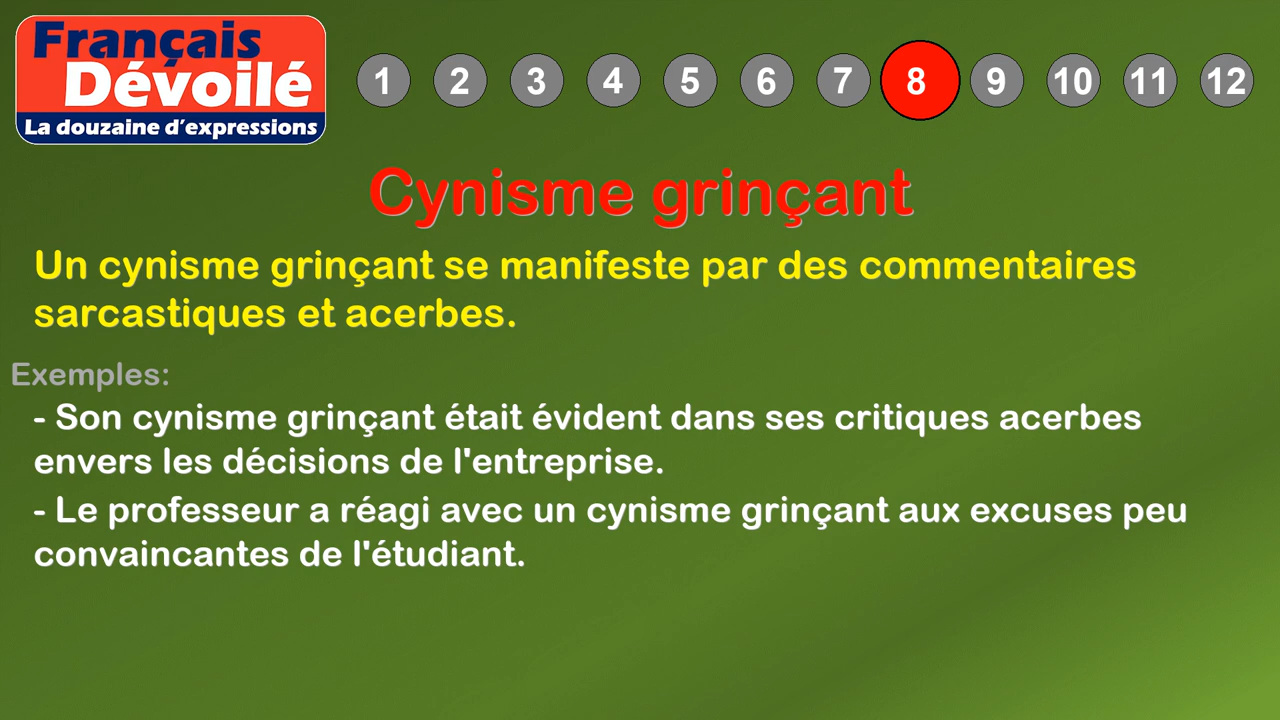 Français
Dévoilé
La douzaine d'expressions
1 2 3 4 5 6 7 8 9 10 11 12
Cynisme grinçant
Un cynisme grinçant se manifeste par des commentaires
sarcastiques et acerbes.
Exemples:
- Son cynisme grinçant était évident dans ses critiques acerbes
envers les décisions de l'entreprise.
- Le professeur a réagi avec un cynisme grinçant aux excuses peu
convaincantes de l'étudiant.